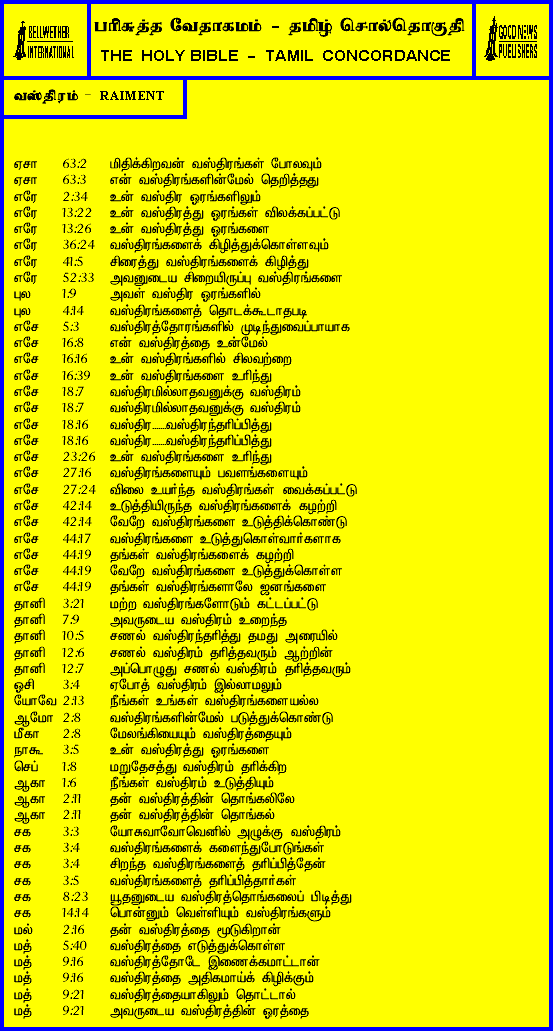 BELLWETHER
INTERNATIONAL
பரிசுத்த வேதாகமம் - தமிழ் சொல்தொகுதி
THE HOLY BIBLE - TAMIL CONCORDANCE
GOOD NEWS
PUBLISHERS
வஸ்திரம் - RAIMENT
ஏசா 63:2 மிதிக்கிறவன் வஸ்திரங்கள் போலவும்
ஏசா 63:3 என் வஸ்திரங்களின்மேல் தெறித்தது
எரே 2:34 உன் வஸ்திர ஓரங்களிலும்
எரே 13:22 உன் வஸ்திரத்து ஓரங்கள் விலக்கப்பட்டு
எரே 13:26 உன் வஸ்திரத்து ஓரங்களை
எரே 36:24 வஸ்திரங்களைக் கிழித்துக்கொள்ளவும்
எரே 41:5 சிரைத்து வஸ்திரங்களைக் கிழித்து
எரே 52:33 அவனுடைய சிறையிருப்பு வஸ்திரங்களை
புல 1:9 அவள் வஸ்திர ஓரங்களில்
புல 4:14 வஸ்திரங்களைத் தொடக்கூடாதபடி
எசே 5:3 வஸ்திரத்தோரங்களில் முடிந்துவைப்பாயாக
எசே 16:8 என் வஸ்திரத்தை உன்மேல்
எசே 16:16 உன் வஸ்திரங்களில் சிலவற்றை
எசே 16:39 உன் வஸ்திரங்களை உரிந்து
எசே 18:7 வஸ்திரமில்லாதவனுக்கு வஸ்திரம்
எசே 18:7 வஸ்திரமில்லாதவனுக்கு வஸ்திரம்
எசே 18:16 வஸ்திர.......வஸ்திரந்தரிப்பித்து
எசே 18:16 வஸ்திர.......வஸ்திரந்தரிப்பித்து
எசே 23:26 உன் வஸ்திரங்களை உரிந்து
எசே 27:16 வஸ்திரங்களையும் பவளங்களையும்
எசே 27:24 விலை உயர்ந்த வஸ்திரங்கள் வைக்கப்பட்டு
எசே 42:14 உடுத்தியிருந்த வஸ்திரங்களைக் கழற்றி
எசே 42:14 வேறே வஸ்திரங்களை உடுத்திக்கொண்டு
எசே 44:17 வஸ்திரங்களை உடுத்துகொள்வார்களாக
எசே 44:19 தங்கள் வஸ்திரங்களைக் கழற்றி
எசே 44:19 வேறே வஸ்திரங்களை உடுத்துக்கொள்ள
எசே 44:19 தங்கள் வஸ்திரங்களாலே ஜனங்களை
தானி 3:21 மற்ற வஸ்திரங்களோடும் கட்டப்பட்டு
தானி 7:9 அவருடைய வஸ்திரம் உறைந்த
தானி 10:5 சணல் வஸ்திரந்தரித்து தமது அரையில்
தானி 12:6 சணல் வஸ்திரம் தரித்தவரும் ஆற்றின்
தானி 12:7 அப்பொழுது சணல் வஸ்திரம் தரித்தவரும்
ஓசி 3:4 ஏபோத் வஸ்திரம் இல்லாமலும்
யோவே 2:13 நீங்கள் உங்கள் வஸ்திரங்களையல்ல
ஆமோ 2:8 வஸ்திரங்களின்மேல் படுத்துக்கொண்டு
மீகா 2:8 மேலங்கியையும் வஸ்திரத்தையும்
நாகூ 3:5 உன் வஸ்திரத்து ஓரங்களை
செப் 1:8 மறுதேசத்து வஸ்திரம் தரிக்கிற
ஆகா 1:6 நீங்கள் வஸ்திரம் உடுத்தியும்
ஆகா 2:11 தன் வஸ்திரத்தின் தொங்கலிலே
ஆகா 2:11 தன் வஸ்திரத்தின் தொங்கல்
சக 3:3 யோசுவாவோவெனில் அழுக்கு வஸ்திரம்
சக 3:4 வஸ்திரங்களைக் களைந்துபோடுங்கள்
சக 3:4 சிறந்த வஸ்திரங்களைத் தரிப்பித்தேன்
சக 3:5 வஸ்திரங்களைத் தரிப்பித்தார்கள்
சக 8:23 யூதனுடைய வஸ்திரத்தொங்கலைப் பிடித்து
சக 14:14 பொன்னும் வெள்ளியும் வஸ்திரங்களும்
மல் 2:16 தன் வஸ்திரத்தை மூடுகிறான்
மத் 5:40 வஸ்திரத்தை எடுத்துக்கொள்ள
மத் 9:16 வஸ்திரத்தோடே இணைக்கமாட்டான்
மத் 9:16 வஸ்திரத்தை அதிகமாய்க் கிழிக்கும்
மத் 9:21 வஸ்திரத்தையாகிலும் தொட்டால்
மத் 9:21 அவருடைய வஸ்திரத்தின் ஓரத்தை